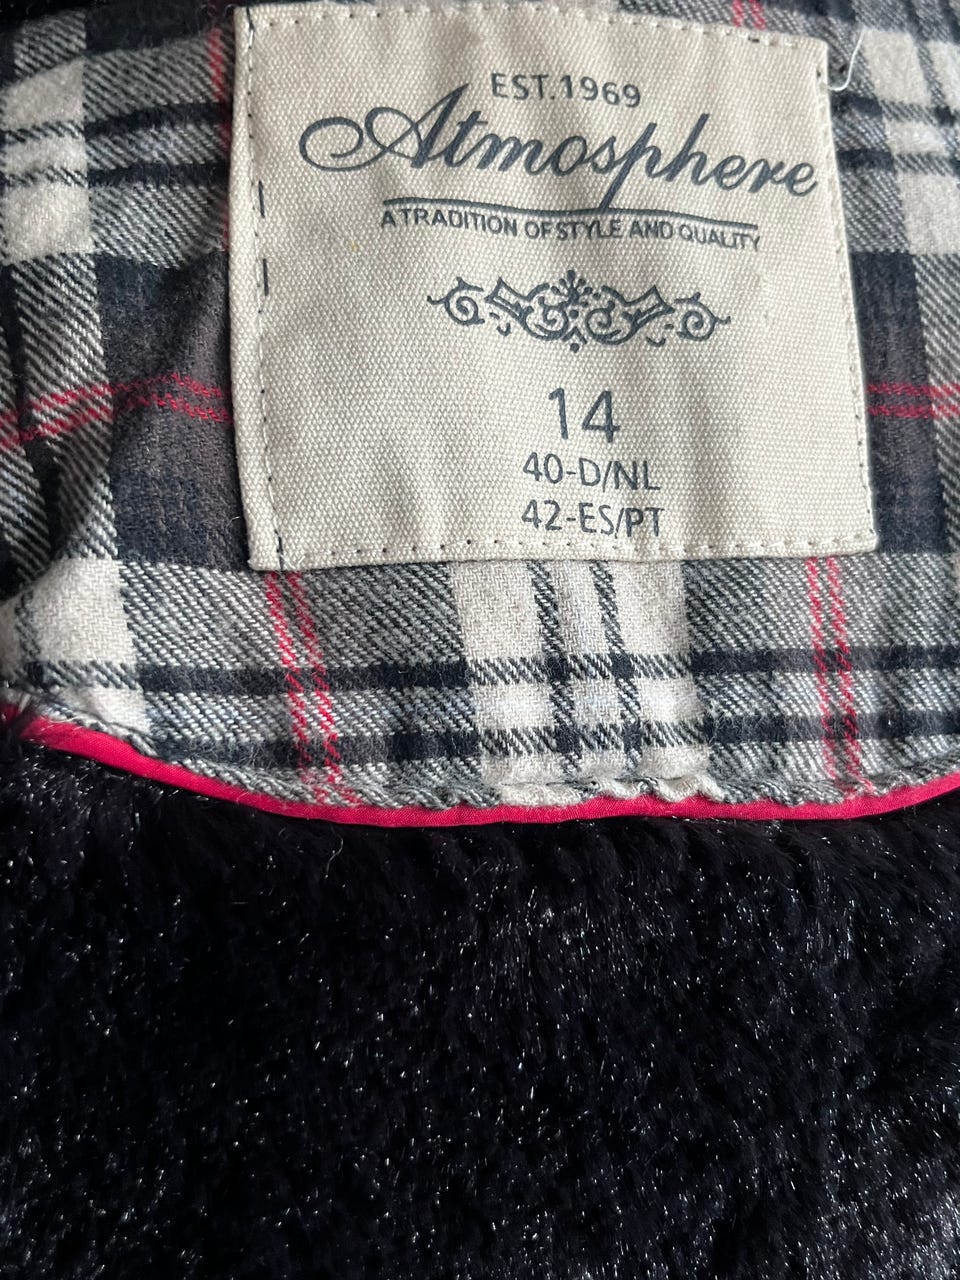 EST.1969
Atmosphere
A TRADITION OF STYLE AND QUALITY
14
40-D/NL
42-ES/PT